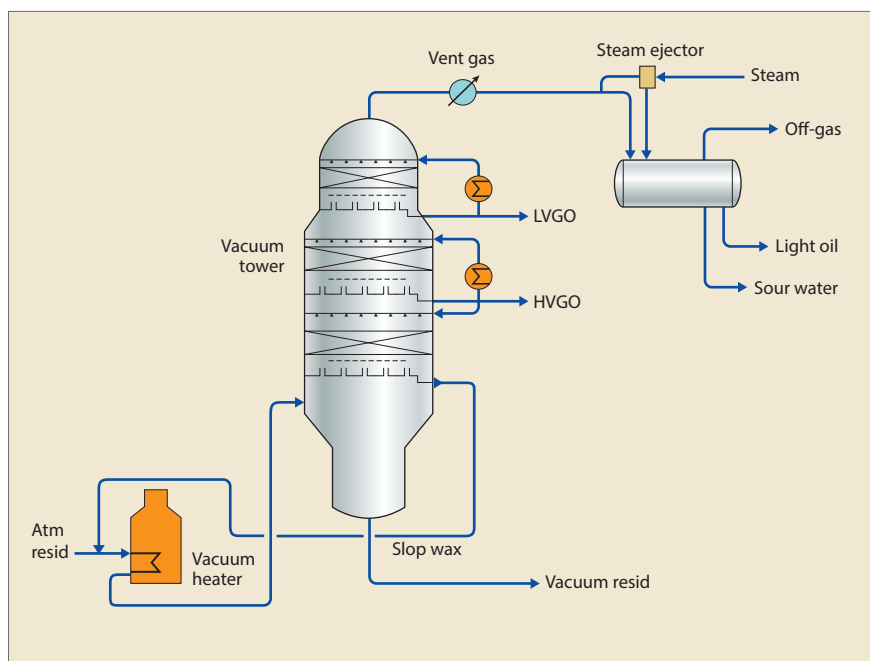 Steam ejector
Vent gas
Steam
Off-gas
LVGO
Vacuum
tower
Light oil
Sour water
HVGO
Atm
resid
Vacuum
heater
Slop wax
Vacuum resid